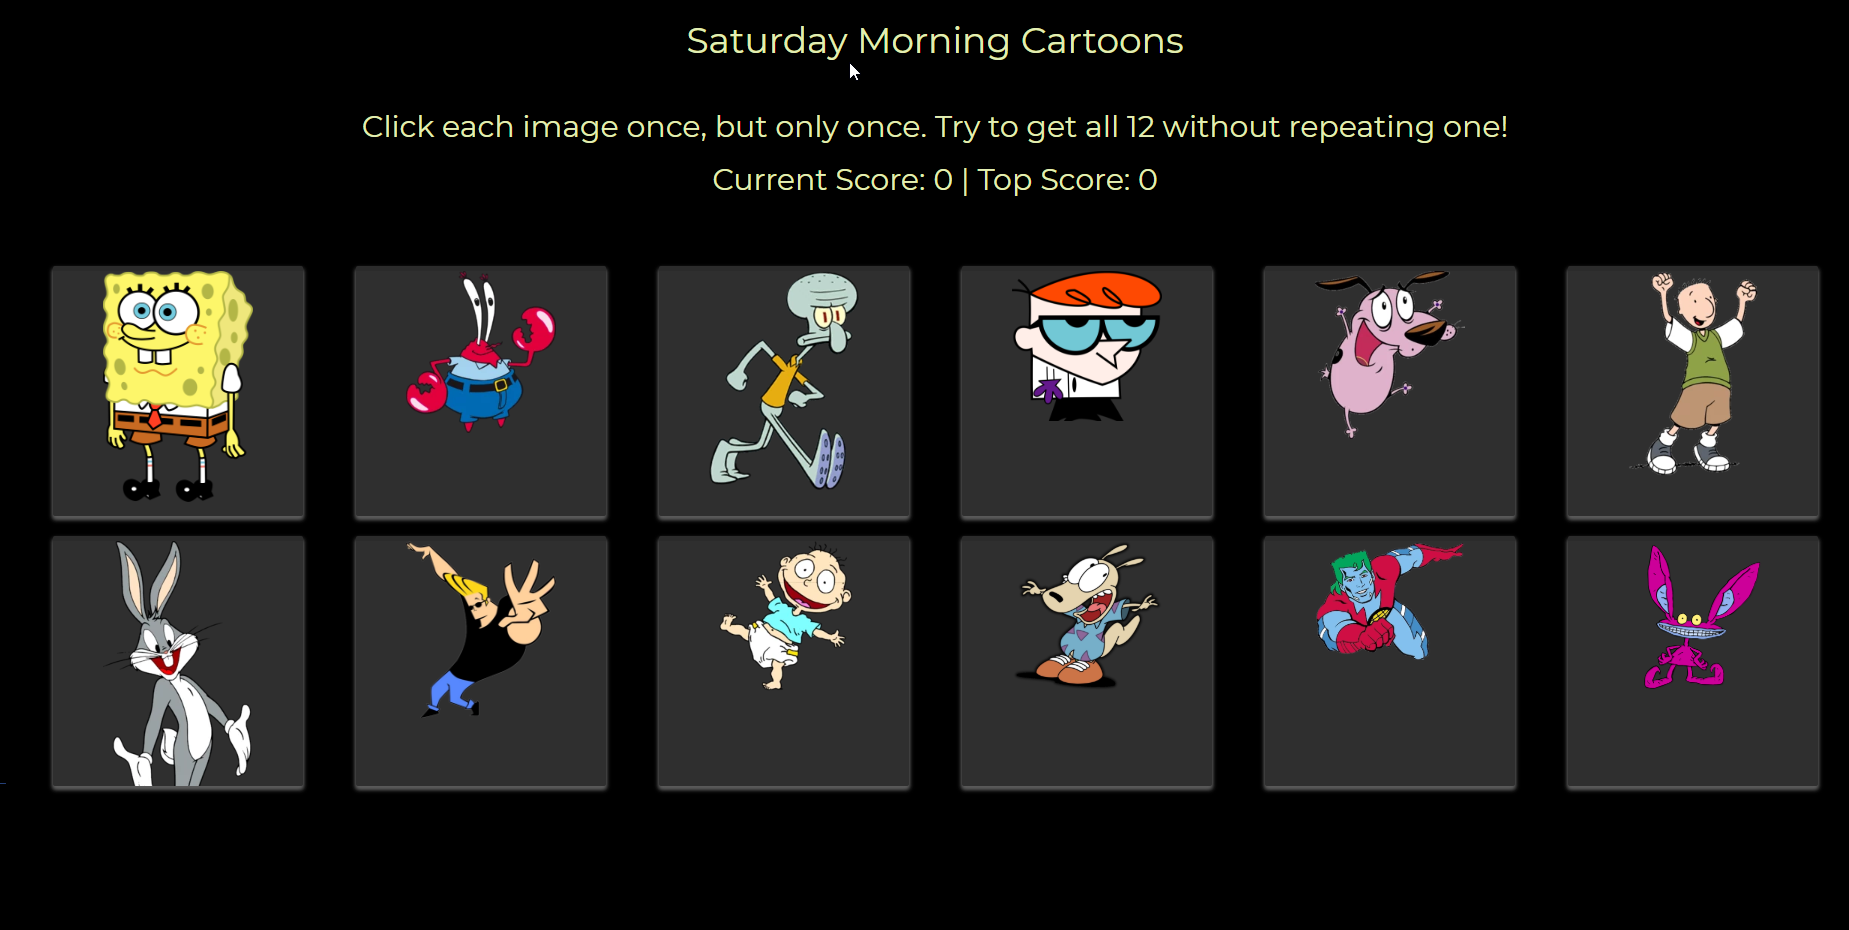 Saturday Morning Cartoons
Click each image once, but only once. Try to get all 12 without repeating one!
Current Score: 0 | Top Score: 0